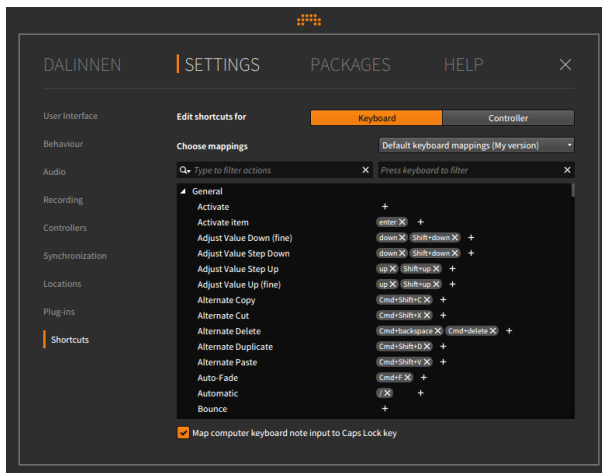 DALINNEN SETTINGS PACKAGES HELP
User Interface
Behaviour
Audio
Recording
Controllers
Synchronization
Locations
Plug-ins
Shortcuts
Edit shortcuts for Keyboard Controller
Choose mappings Default keyboard mappings (My version)
Type to filter actions Press keyboard to filter
General
Activate +
Activate item enter X +
Adjust Value Down (fine) down X Shift+down X +
Adjust Value Step Down down X Shift+down X +
Adjust Value Step Up up X Shift+up X +
Adjust Value Up (fine) up X Shift+up X +
Alternate Copy Cmd+Shift+C X +
Alternate Cut Cmd+Shift+X X +
Alternate Delete Cmd+backspace X Cmd+delete X +
Alternate Duplicate Cmd+Shift+D X +
Alternate Paste Cmd+Shift+V X +
Auto-Fade Cmd+F X +
Automatic / X +
Bounce +
Map computer keyboard note input to Caps Lock key